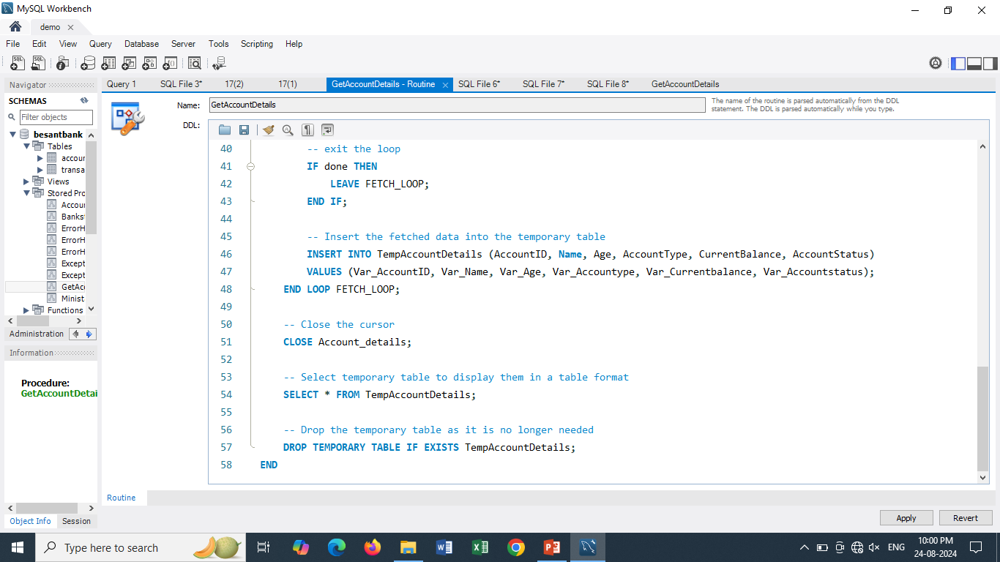 MySQL Workbench
demo
File Edit View Query Database Server Tools Scripting Help
Navigator
SCHEMAS
Filter objects
besantbank
Tables
accour
transa
Views
Stored Pro
Accour
Banks
ErrorH
ErrorH
ErrorH
Except
Except
GetAcc
Minist
Functions
Administration
Information
Procedure:
GetAccountDetai
Object Info Session
Query 1 SQL File 3* 17(2) 17(1) GetAccountDetails - Routine SQL File 6* SQL File 7* SQL File 8* GetAccountDetails
Name: GetAccountDetails
The name of the routine is parsed automatically from the DDL
statement. The DDL is parsed automatically while you type.
DDL:
40 -- exit the loop
41 IF done THEN
42 LEAVE FETCH_LOOP;
43 END IF;
44
45 -- Insert the fetched data into the temporary table
46 INSERT INTO TempAccountDetails (AccountID, Name, Age, AccountType, CurrentBalance, AccountStatus)
47 VALUES (Var_AccountID, Var_Name, Var_Age, Var_Accountype, Var_Currentbalance, Var_Accountstatus);
48 END LOOP FETCH_LOOP;
49
50 -- Close the cursor
51 CLOSE Account_details;
52
53 -- Select temporary table to display them in a table format
54 SELECT * FROM TempAccountDetails;
55
56 -- Drop the temporary table as it is no longer needed
57 DROP TEMPORARY TABLE IF EXISTS TempAccountDetails;
58 END
Routine
Apply Revert
Type here to search
ENG
10:00 PM
24-08-2024